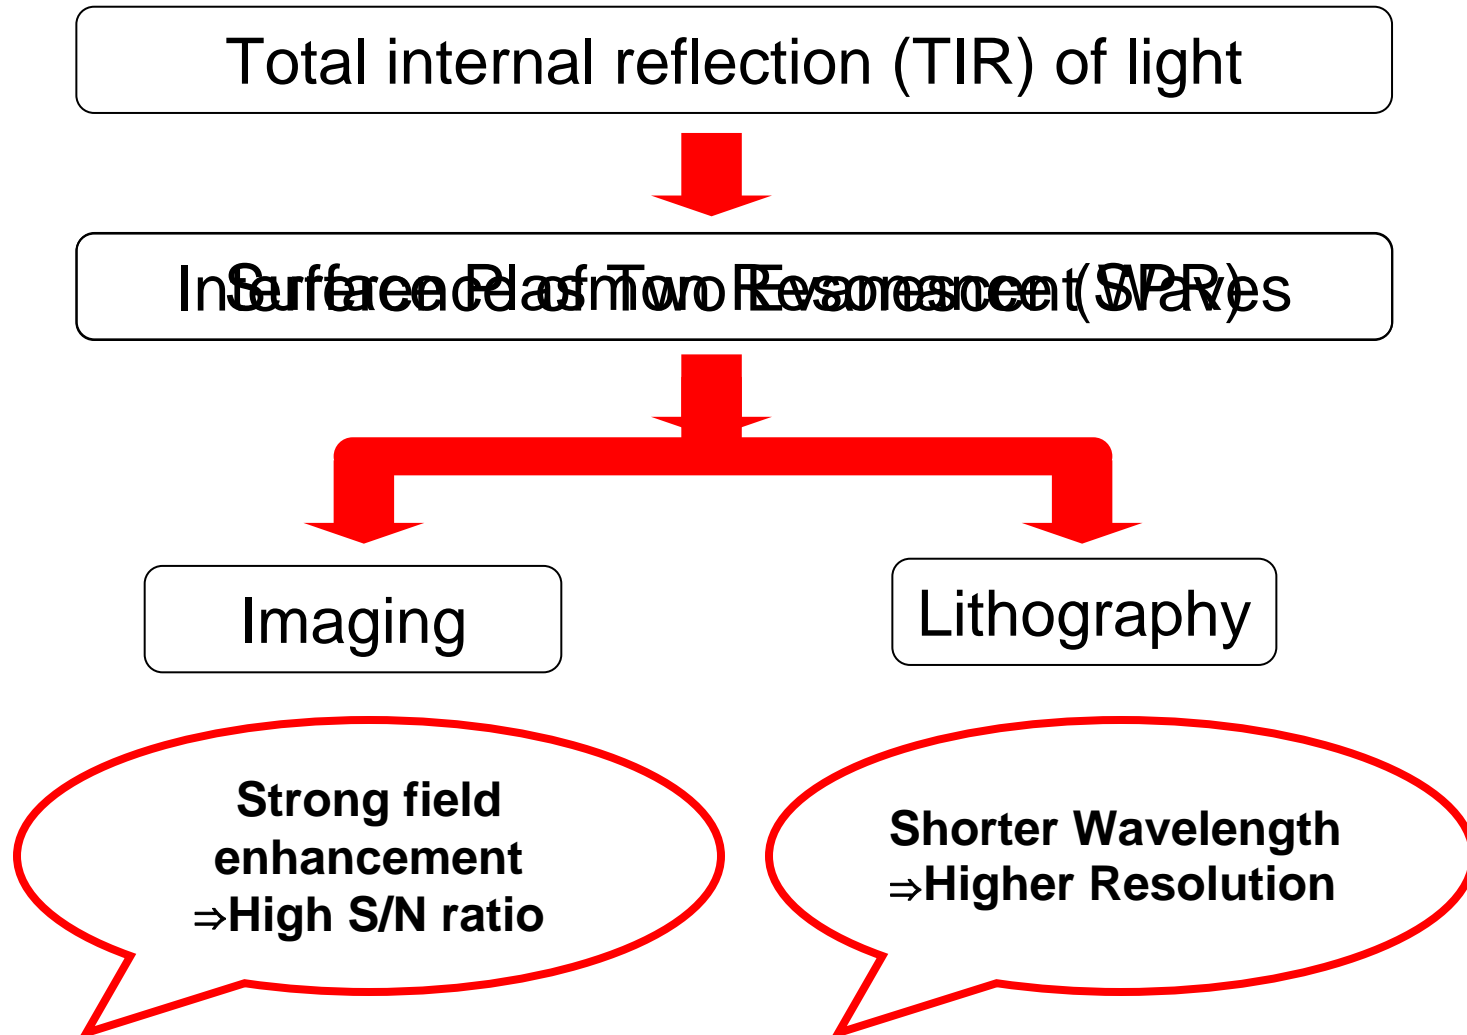 Total internal reflection (TIR) of light
Interference of Two Evanescent Waves
Surface Plasmon Resonance (SPR)
Imaging
Lithography
Strong field
enhancement
⇒High S/N ratio
Shorter Wavelength
⇒Higher Resolution